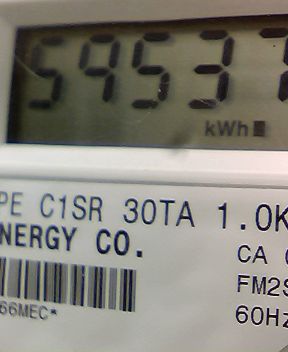 59537
kWh
PE C1SR 30TA 1.0K
NERGY CO.
CA
FM2S
66MEC*
60Hz